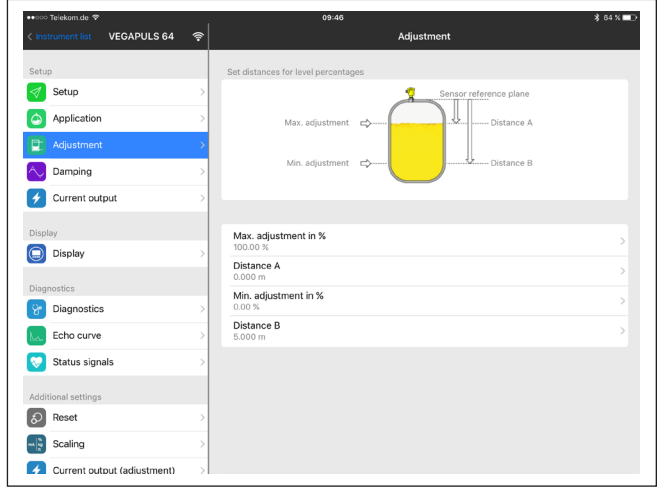 Telekom.de
09:46
64 %
Instrument list
VEGAPULS 64
Adjustment
Setup
Setup
Application
Adjustment
Damping
Current output
Display
Display
Diagnostics
Diagnostics
Echo curve
Status signals
Additional settings
Reset
Scaling
Current output (adjustment)
Set distances for level percentages
Sensor reference plane
Max. adjustment
Distance A
Min. adjustment
Distance B
Max. adjustment in %
100.00 %
Distance A
0.000 m
Min. adjustment in %
0.00 %
Distance B
5.000 m